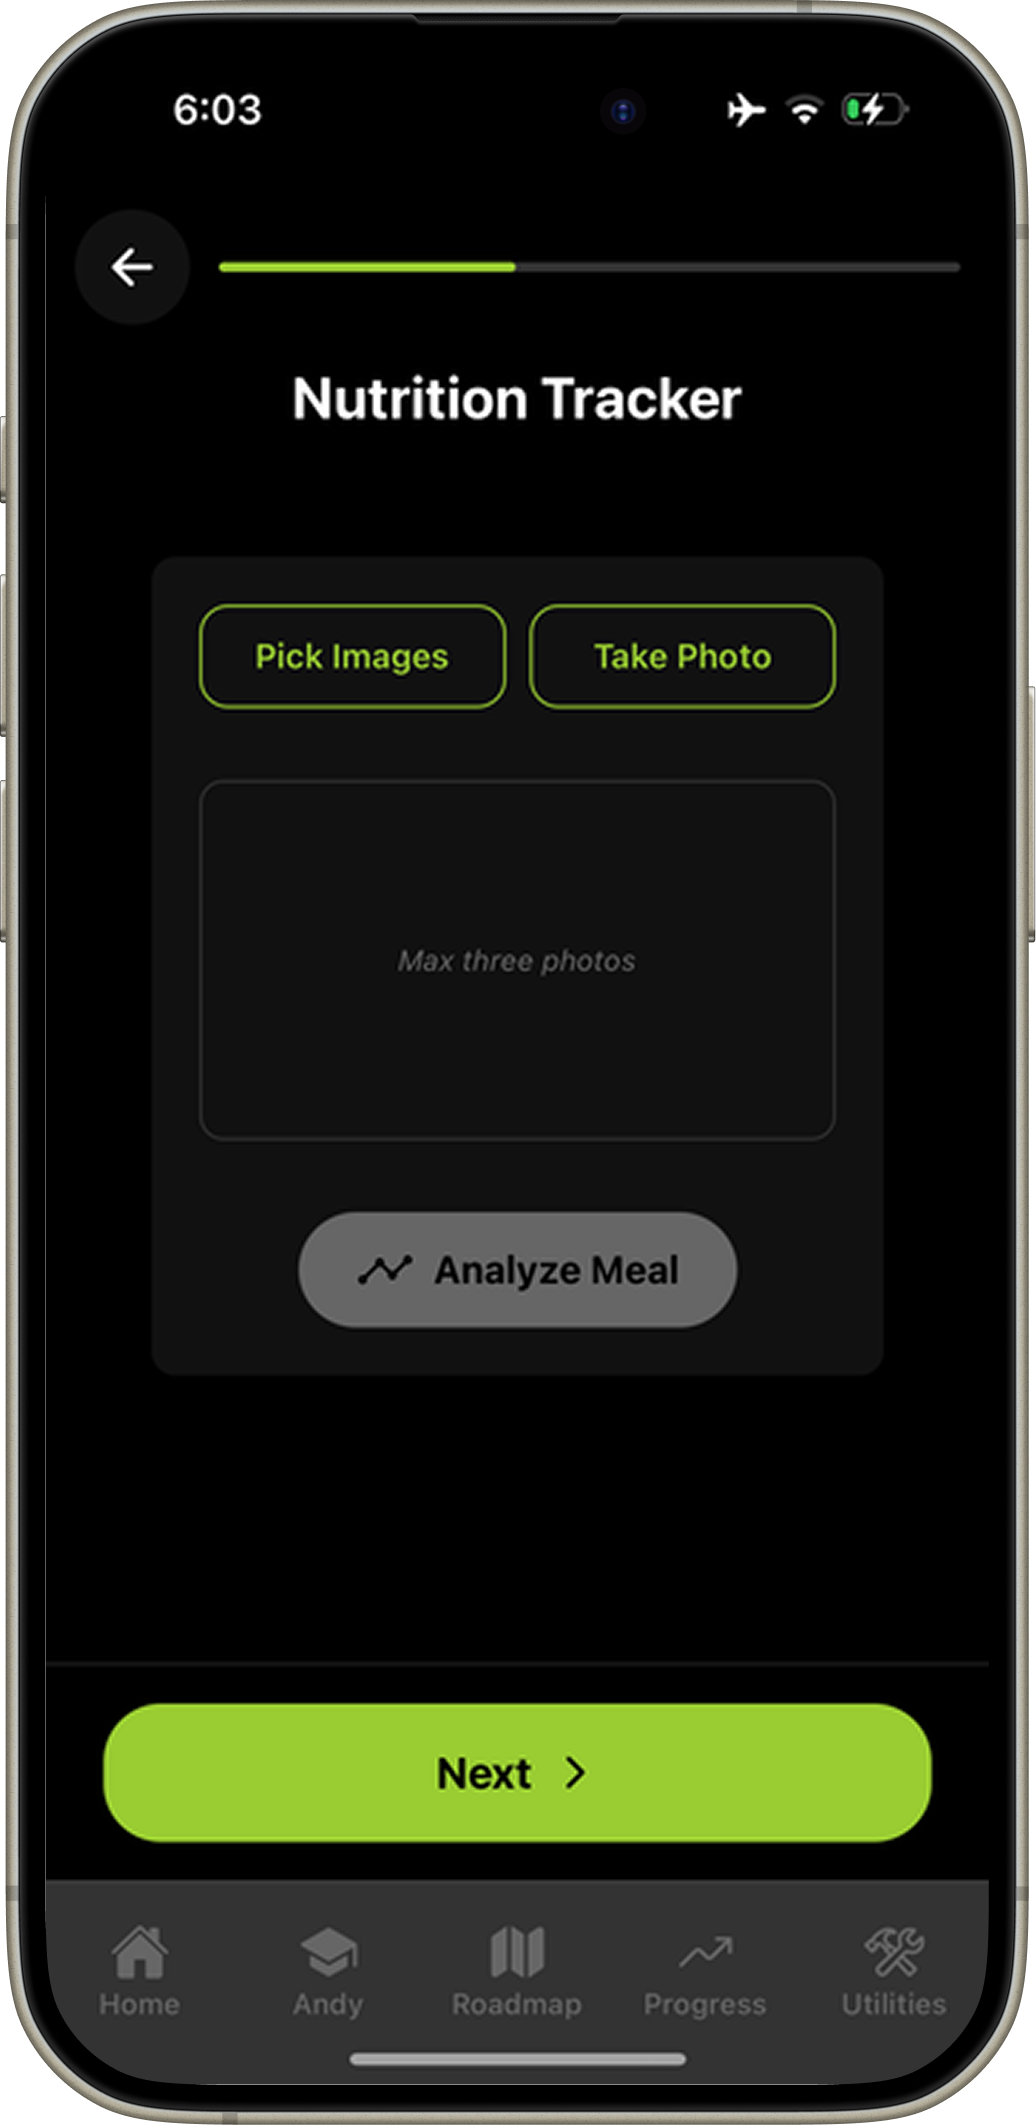 6:03
Nutrition Tracker
Pick Images
Take Photo
Max three photos
Analyze Meal
Next
Home
Andy
Roadmap
Progress
Utilities